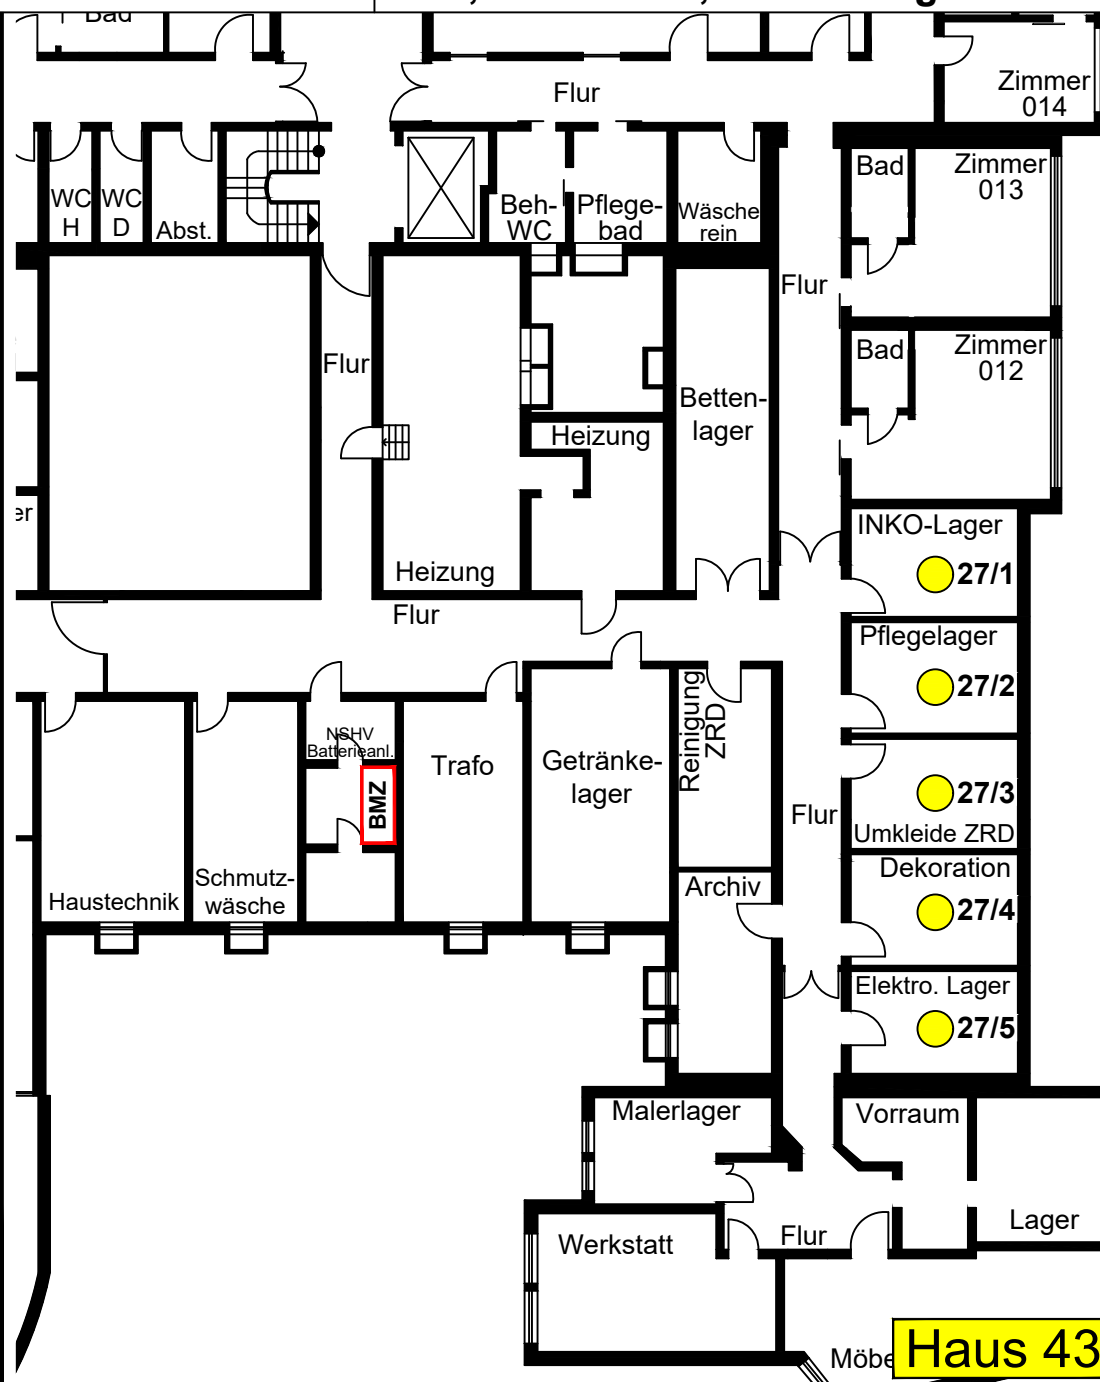 Bad
Flur
Zimmer
014
WC
H
WC
D
Abst.
Beh-
WC
Pflege-
bad
Wäsche
rein
Bad
Zimmer
013
Flur
Flur
Bad
Zimmer
012
Betten-
lager
Heizung
INKO-Lager
27/1
Heizung
Flur
Pflegelager
27/2
NSHV
Batterieanl.
BMZ
Trafo
Getränke-
lager
Reinigung
ZRD
Flur
27/3
Umkleide ZRD
Haustechnik
Schmutz-
wäsche
Archiv
Dekoration
27/4
Elektro. Lager
27/5
Malerlager
Vorraum
Werkstatt
Flur
Lager
Haus 43